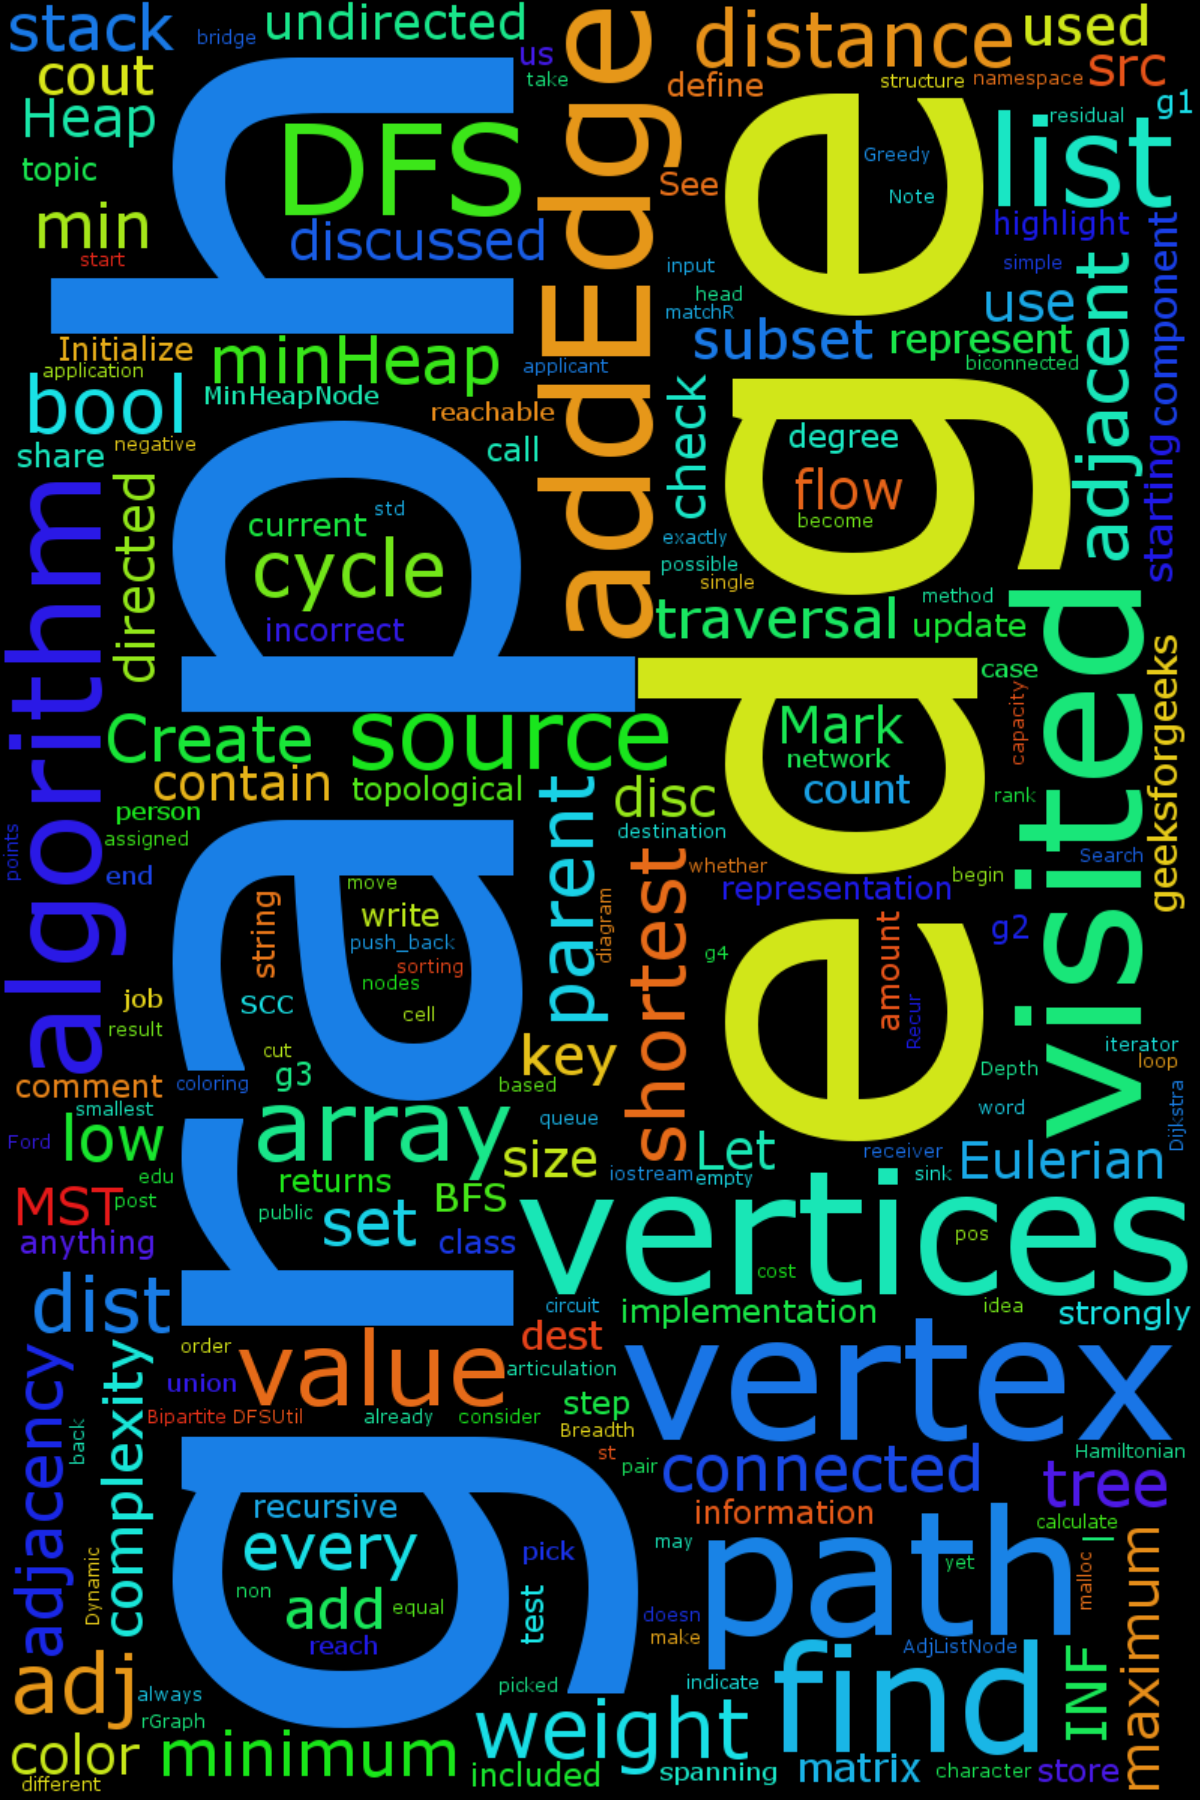 stack
bridge
undirected
us
take
addEdge
distance
used
cout
define
structure
namespace
src
Heap
g1
residual
list
graph
DFS
edge
Greedy
topic
See
Note
min
discussed
highlight
start
input
simple
component
head
matchR
use
adjacent
Initialize
minHeap
subset
represent
application
applicant
biconnected
bool
MinHeapNode
reachable
check
negative
degree
share
call
starting
algorithm
directed
flow
std
current
become
exactly
cycle
possible
single
method
visited
incorrect
traversal
update
geeksforgeeks
case
Create
source
Mark
capacity
network
contain
topological
parent
disc
count
rank
person
destination
points
assigned
shortest
whether
Search
end
move
representation
begin
string
write
diagram
amount
g2
push_back
sorting
g4
nodes
job
SCC
cell
Recur
result
iterator
cut
key
loop
comment
coloring
g3
based
Depth
Dijkstra
smallest
array
queue
word
Ford
low
size
Let
receiver
Eulerian
edu
returns
iostream
empty
sink
MST
post
public
set
BFS
vertices
anything
class
pos
cost
dist
circuit
implementation
idea
strongly
order
value
dest
vertex
adjacency
complexity
union
articulation
Bipartite DFSUtil
already
consider
step
back
Breadth
st
pair
connected
Hamiltonian
tree
recursive
information
calculate
every
pick
may
path
l
maximum
Dynamic
non
add
equal
test
yet
malloc
doesn
reach
make
AdjListNode
adj
always
picked
indicate
find
INF
rGraph
weight
color
minimum
included
spanning
matrix
character
store
different